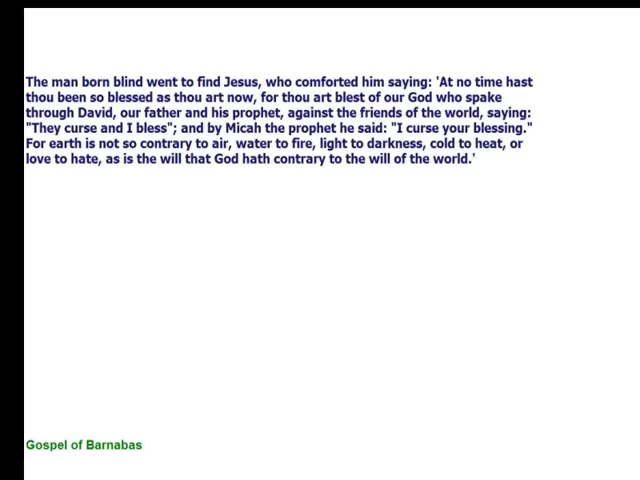 The man born blind went to find Jesus, who comforted him saying: 'At no time hast
thou been so blessed as thou art now, for thou art blest of our God who spake
through David, our father and his prophet, against the friends of the world, saying:
"They curse and I bless"; and by Micah the prophet he said: "I curse your blessing."
For earth is not so contrary to air, water to fire, light to darkness, cold to heat, or
love to hate, as is the will that God hath contrary to the will of the world.'
Gospel of Barnabas